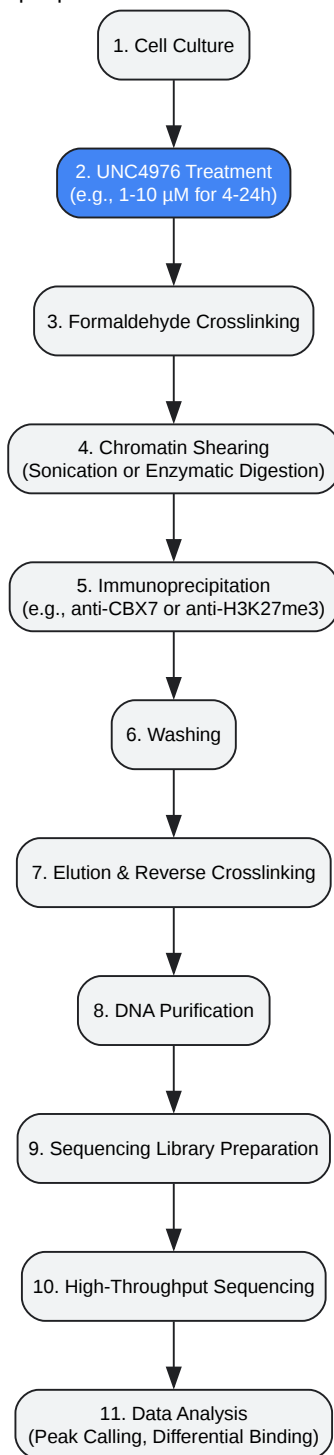 1. Cell Culture
2. UNC4976 Treatment
(e.g., 1-10 µM for 4-24h)
3. Formaldehyde Crosslinking
4. Chromatin Shearing
(Sonication or Enzymatic Digestion)
5. Immunoprecipitation
(e.g., anti-CBX7 or anti-H3K27me3)
6. Washing
7. Elution & Reverse Crosslinking
8. DNA Purification
9. Sequencing Library Preparation
10. High-Throughput Sequencing
11. Data Analysis
(Peak Calling, Differential Binding)